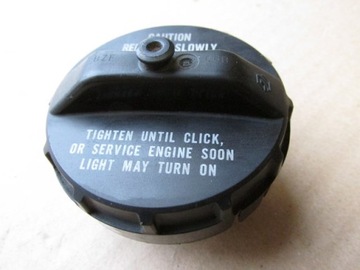 CAUTION
SLOWLY
TIGHTEN UNTIL CLICK,
OR SERVICE ENGINE SOON
LIGHT MAY TURN ON